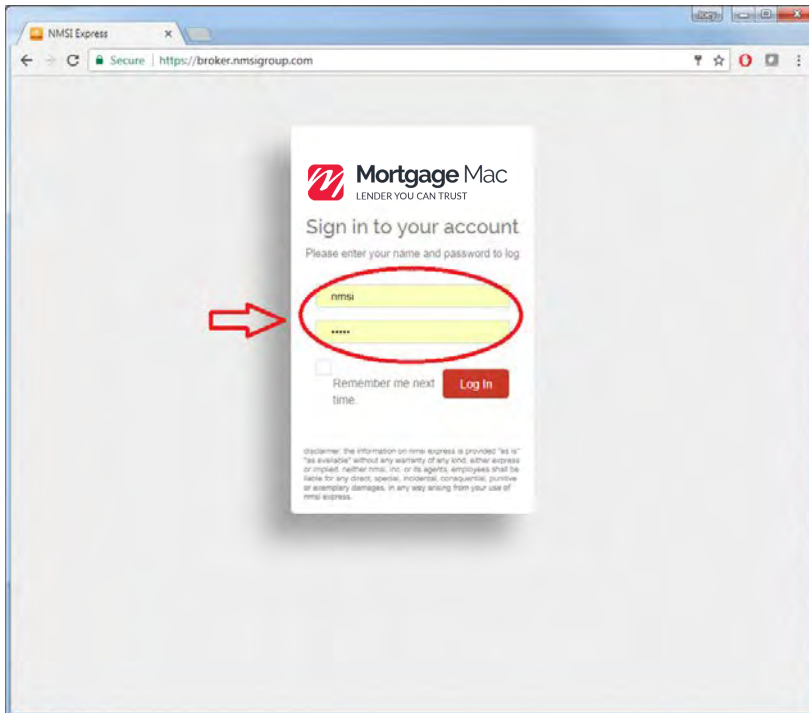 NMSI Express
Secure | https://broker.nmsigroup.com
Mortgage Mac
LENDER YOU CAN TRUST
Sign in to your account
Please enter your name and password to log
nmsi
•••••
Remember me next
time.
Log In
disclaimer: the information on nmsi express is provided "as is"
"as available" without any warranty of any kind, either express
or implied. neither nmsi, inc. or its agents, employees shall be
liable for any direct, special, incidental, consequential, punitive
or exemplary damages, in any way arising from your use of
nmsi express.